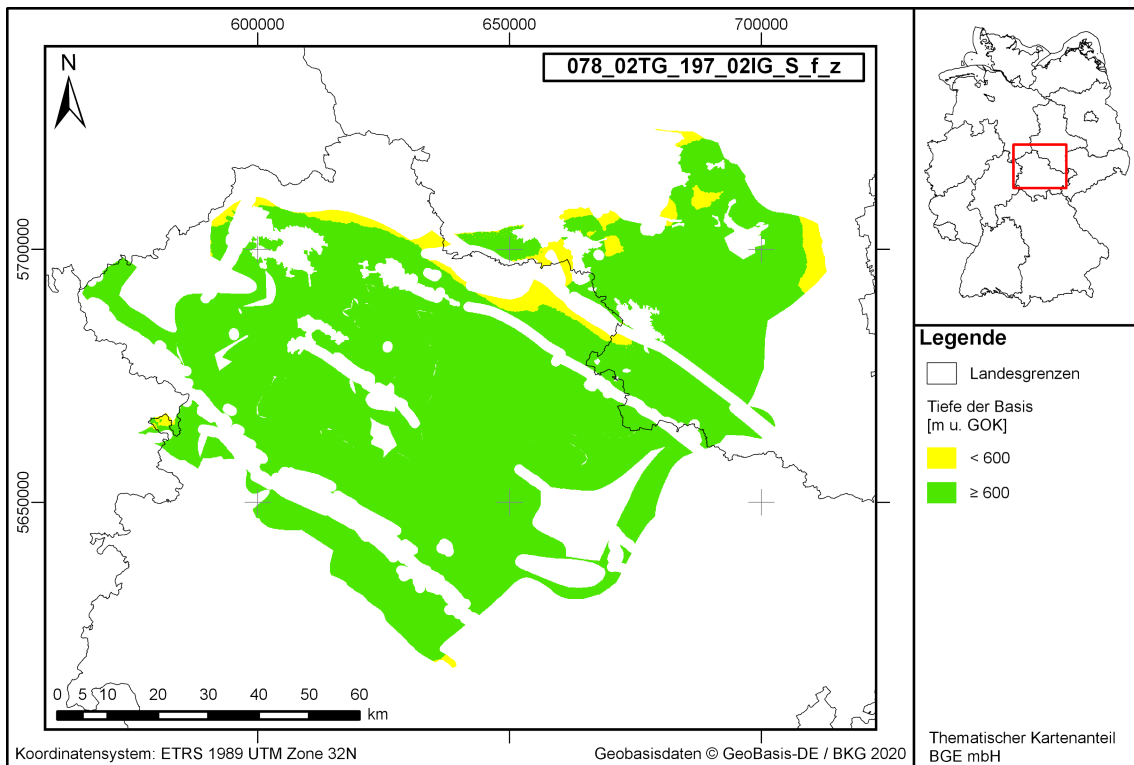 600000
650000
700000
078_02TG_197_02IG_S_f_z
N
5700000
5650000
0 5 10 20 30 40 50 60
km
Koordinatensystem: ETRS 1989 UTM Zone 32N
Geobasisdaten © GeoBasis-DE / BKG 2020
Legende
Landesgrenzen
Tiefe der Basis
[m u. GOK]
< 600
≥ 600
Thematischer Kartenanteil
BGE mbH